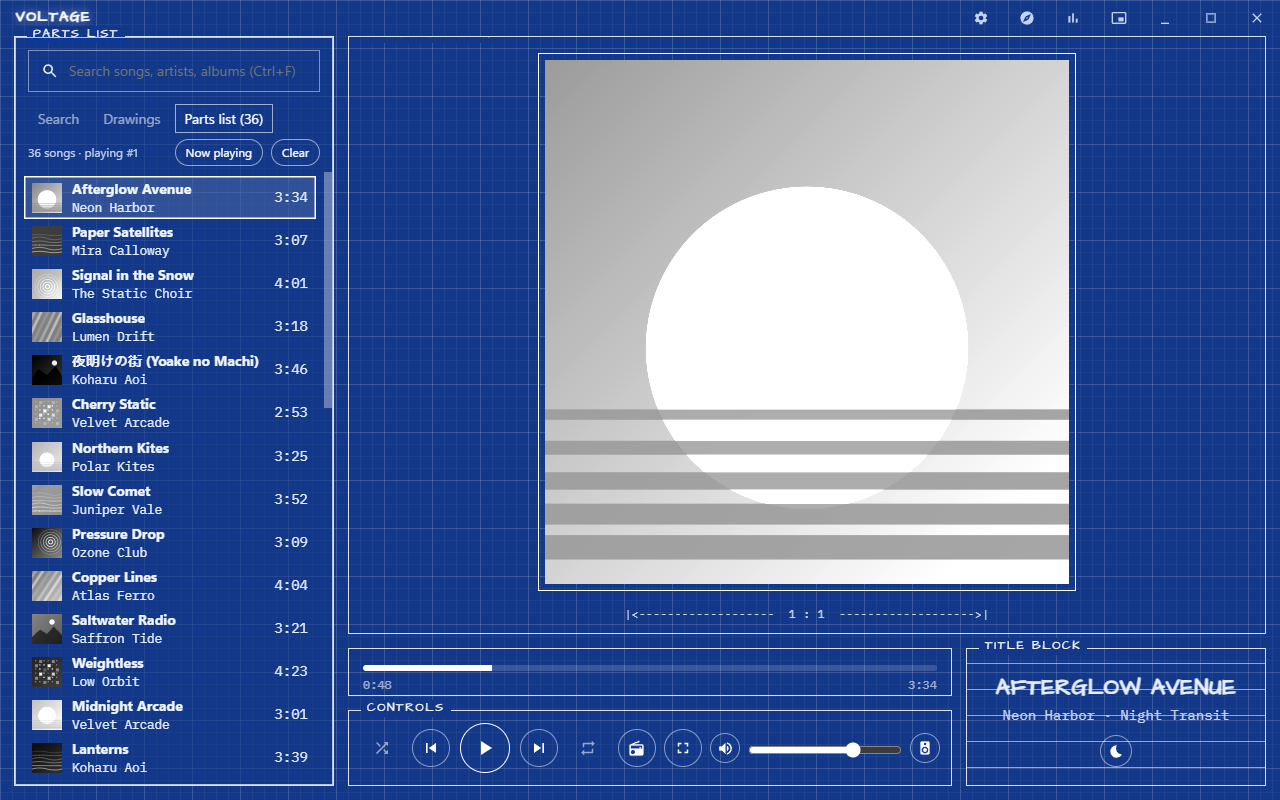 VOLTAGE
PARTS LIST
Search songs, artists, albums (Ctrl+F)
Search Drawings Parts list (36)
36 songs · playing #1 Now playing Clear
Afterglow Avenue
Neon Harbor 3:34
Paper Satellites
Mira Calloway 3:07
Signal in the Snow
The Static Choir 4:01
Glasshouse
Lumen Drift 3:18
夜明けの街 (Yoake no Machi)
Koharu Aoi 3:46
Cherry Static
Velvet Arcade 2:53
Northern Kites
Polar Kites 3:25
Slow Comet
Juniper Vale 3:52
Pressure Drop
Ozone Club 3:09
Copper Lines
Atlas Ferro 4:04
Saltwater Radio
Saffron Tide 3:21
Weightless
Low Orbit 4:23
Midnight Arcade
Velvet Arcade 3:01
Lanterns
Koharu Aoi 3:39
|<------------------- 1 : 1 ------------------->|
0:48 3:34
CONTROLS
TITLE BLOCK
AFTERGLOW AVENUE
Neon Harbor · Night Transit